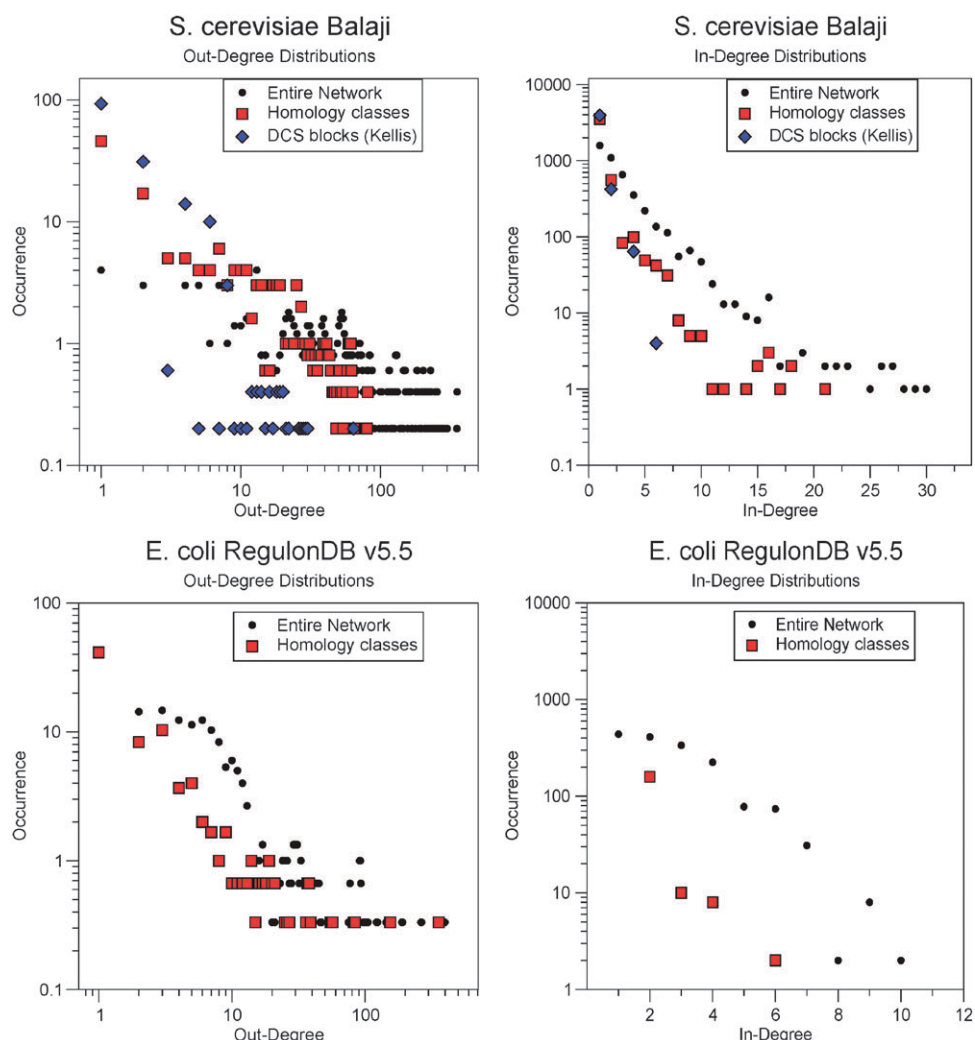 S. cerevisiae Balaji
Out-Degree Distributions
Entire Network
Homology classes
DCS blocks (Kellis)
100
10
1
0.1
Occurrence
1
10
100
Out-Degree
S. cerevisiae Balaji
In-Degree Distributions
Entire Network
Homology classes
DCS blocks (Kellis)
10000
1000
100
10
1
0.1
Occurrence
0
5
10
15
20
25
30
In-Degree
E. coli RegulonDB v5.5
Out-Degree Distributions
Entire Network
Homology classes
100
10
1
0.1
Occurrence
1
10
100
Out-Degree
E. coli RegulonDB v5.5
In-Degree Distributions
Entire Network
Homology classes
10000
1000
100
10
1
Occurrence
2
4
6
8
10
12
In-Degree